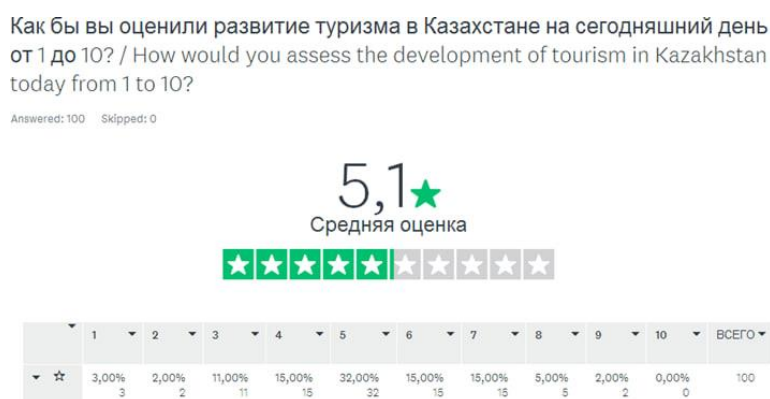 Как бы вы оценили развитие туризма в Казахстане на сегодняшний день
от 1 до 10? / How would you assess the development of tourism in Kazakhstan
today from 1 to 10?
Answered: 100 Skipped: 0
5,1
Средняя оценка
1 2 3 4 5 6 7 8 9 10 ВСЕГО
3,00% 2,00% 11,00% 15,00% 32,00% 15,00% 15,00% 5,00% 2,00% 0,00% 100
3 2 11 15 32 15 15 5 2 0